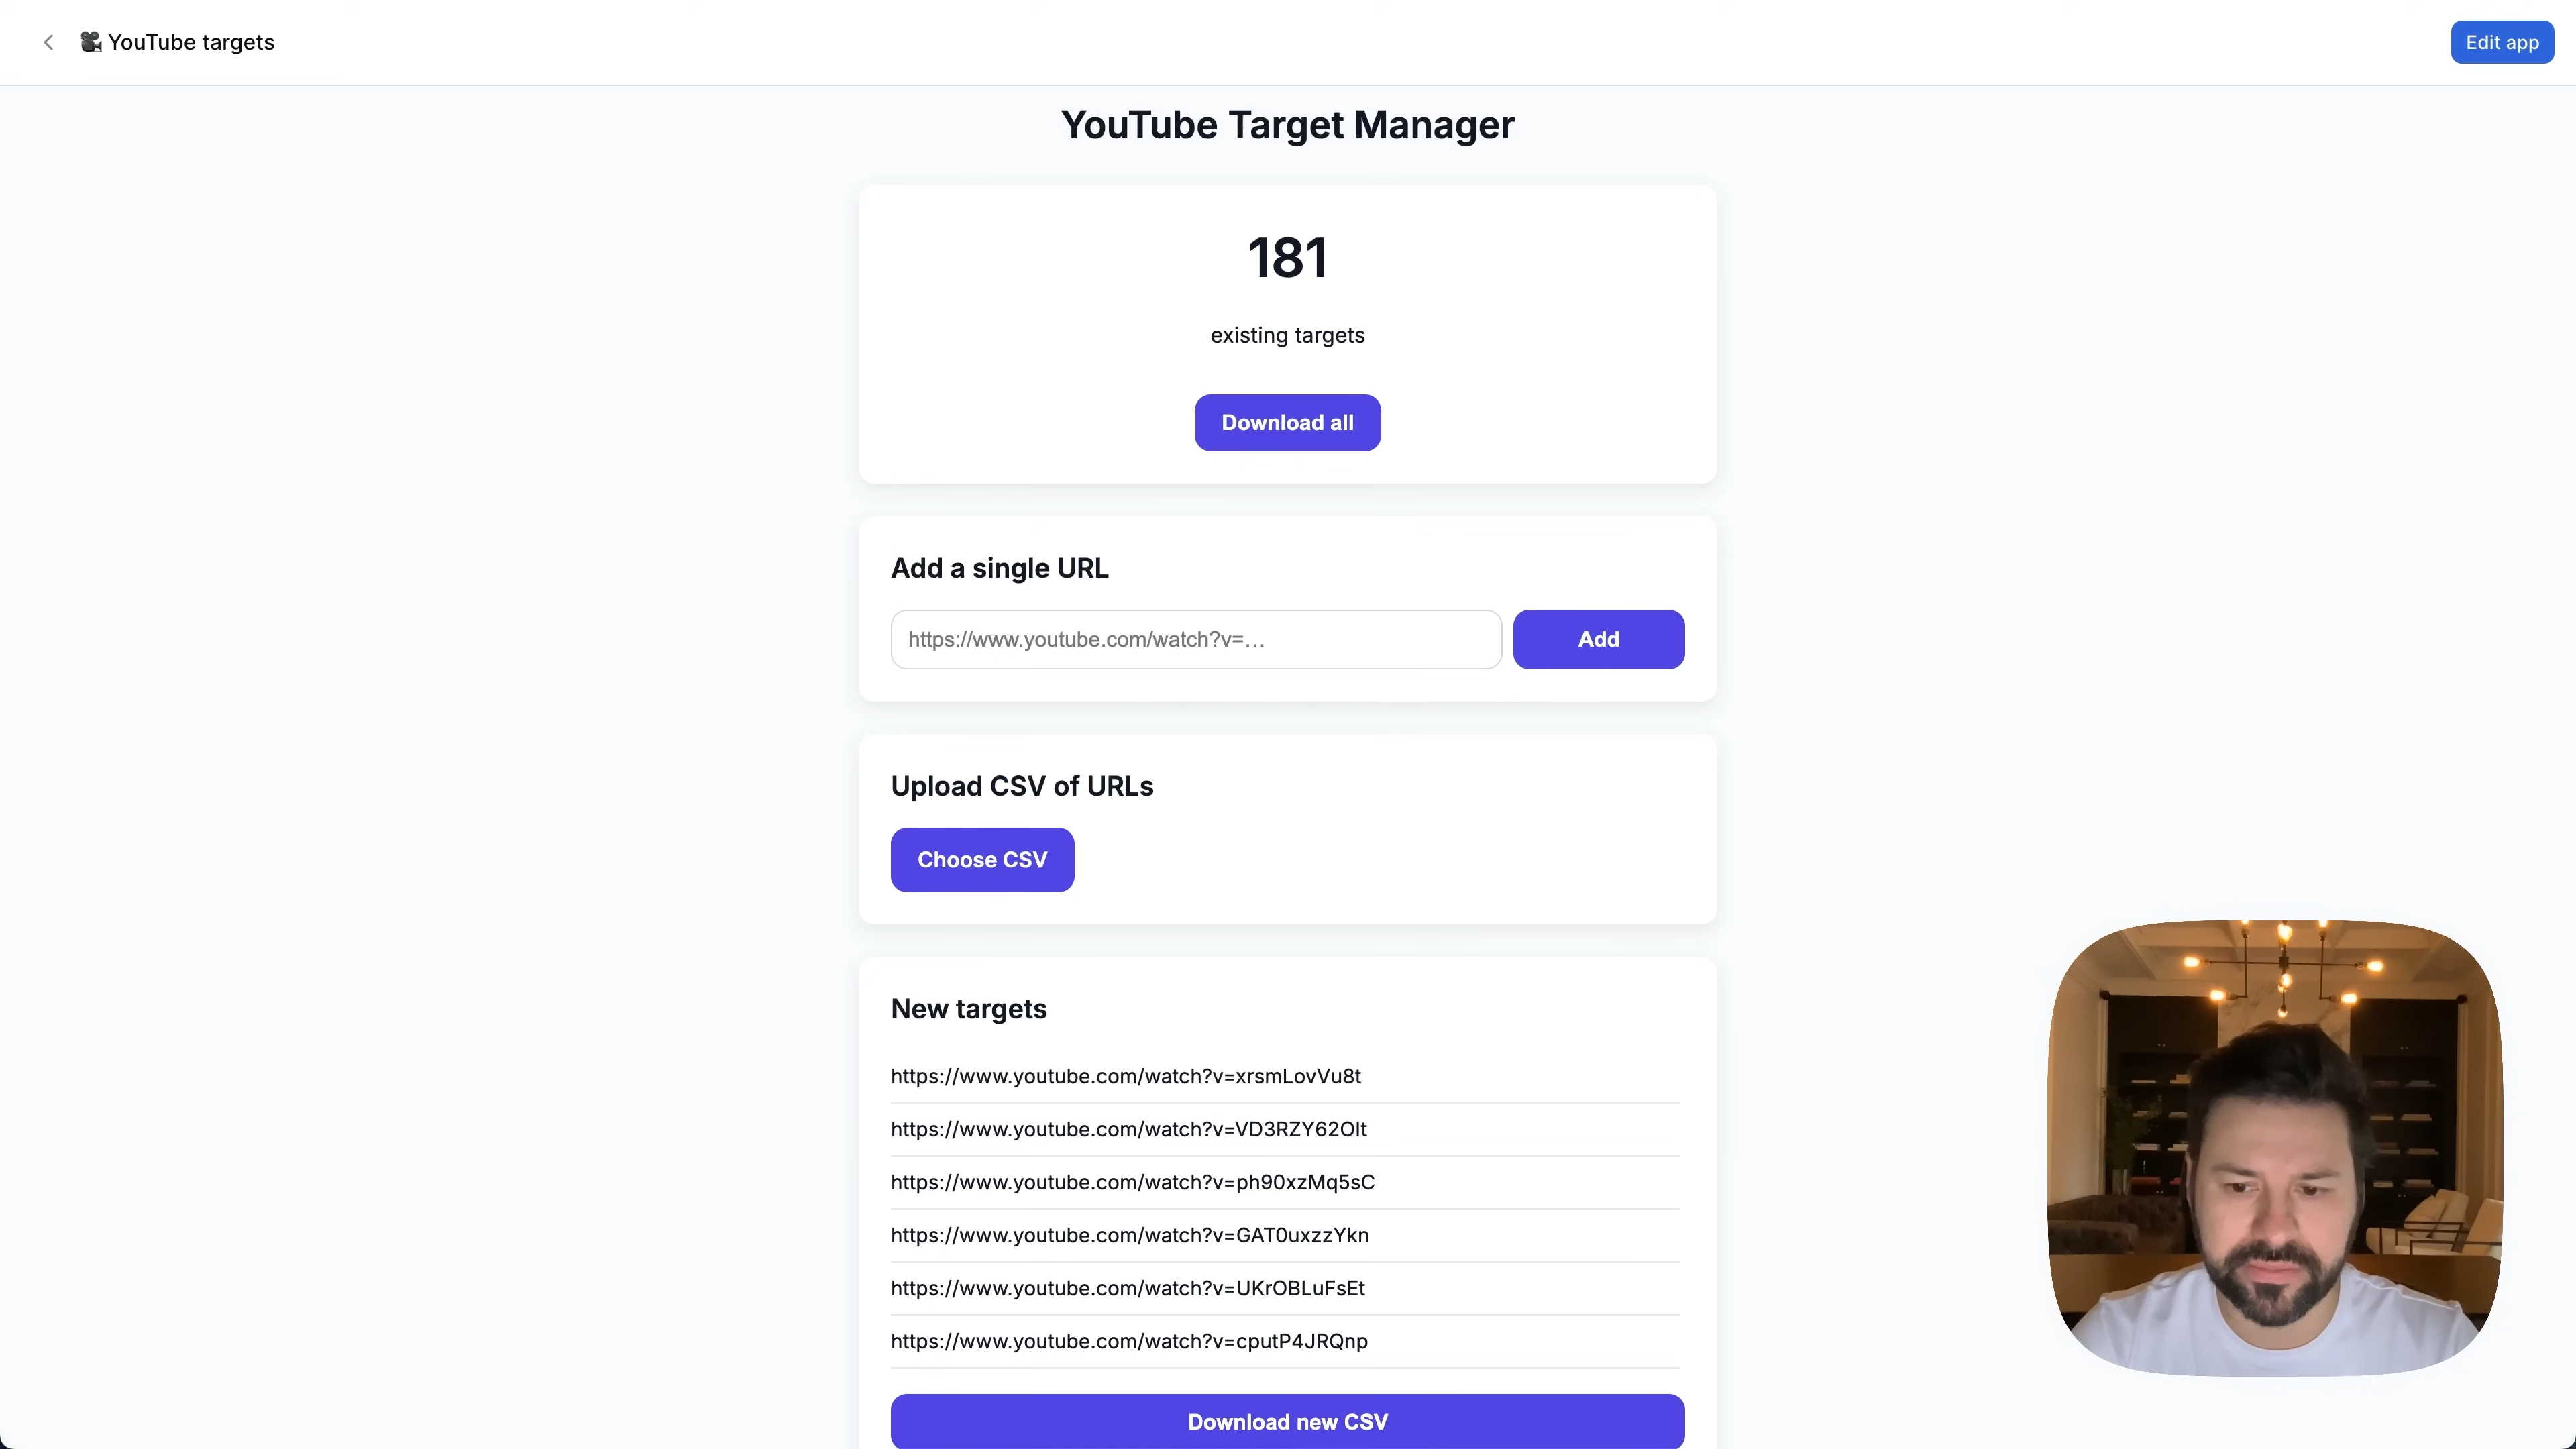 YouTube targets
Edit app
YouTube Target Manager
181
existing targets
Download all
Add a single URL
https://www.youtube.com/watch?v=…
Add
Upload CSV of URLs
Choose CSV
New targets
https://www.youtube.com/watch?v=xrsmLovVu8t
https://www.youtube.com/watch?v=VD3RZY62OIt
https://www.youtube.com/watch?v=ph90xzMq5sC
https://www.youtube.com/watch?v=GAT0uxzzYkn
https://www.youtube.com/watch?v=UKrOBLuFsEt
https://www.youtube.com/watch?v=cputP4JRQnp
Download new CSV